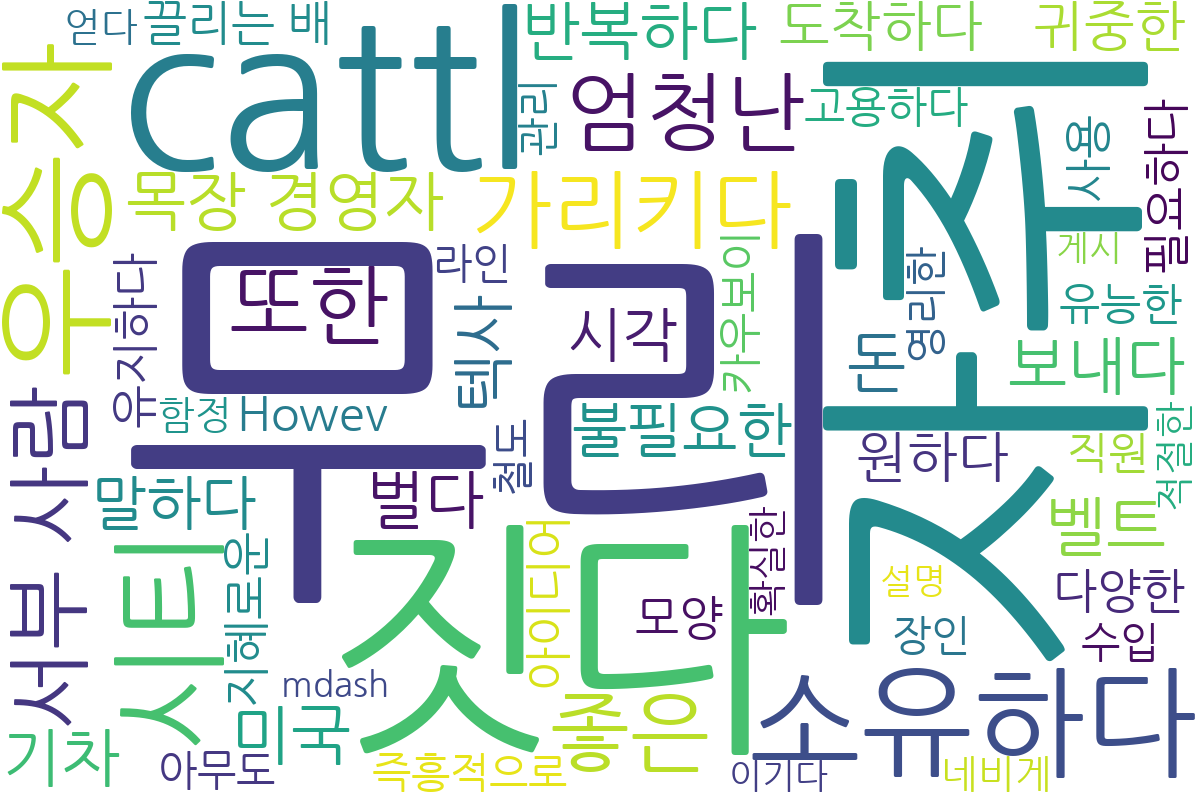 얻다
끌리는 배
반복하다
도착하다
귀중한
cattl
엄청난
고용하다
관리
사용
필요하다
우승자
목장 경영자
가리키다
자취
무리
또한
라인
시각
카우보이
영리한
게시
유능한
유지하다
텍사
돈
보내다
함정
Howev
불필요한
서부 사람
벌다
철도
원하다
직원
적절한
말하다
짓다
확실한
벨트
시티
지혜로운
아이디어
모양
설명
다양한
장인
수입
mdash
미국
좋은
소유하다
기차
아무도
즉흥적으로
이기다
네비게